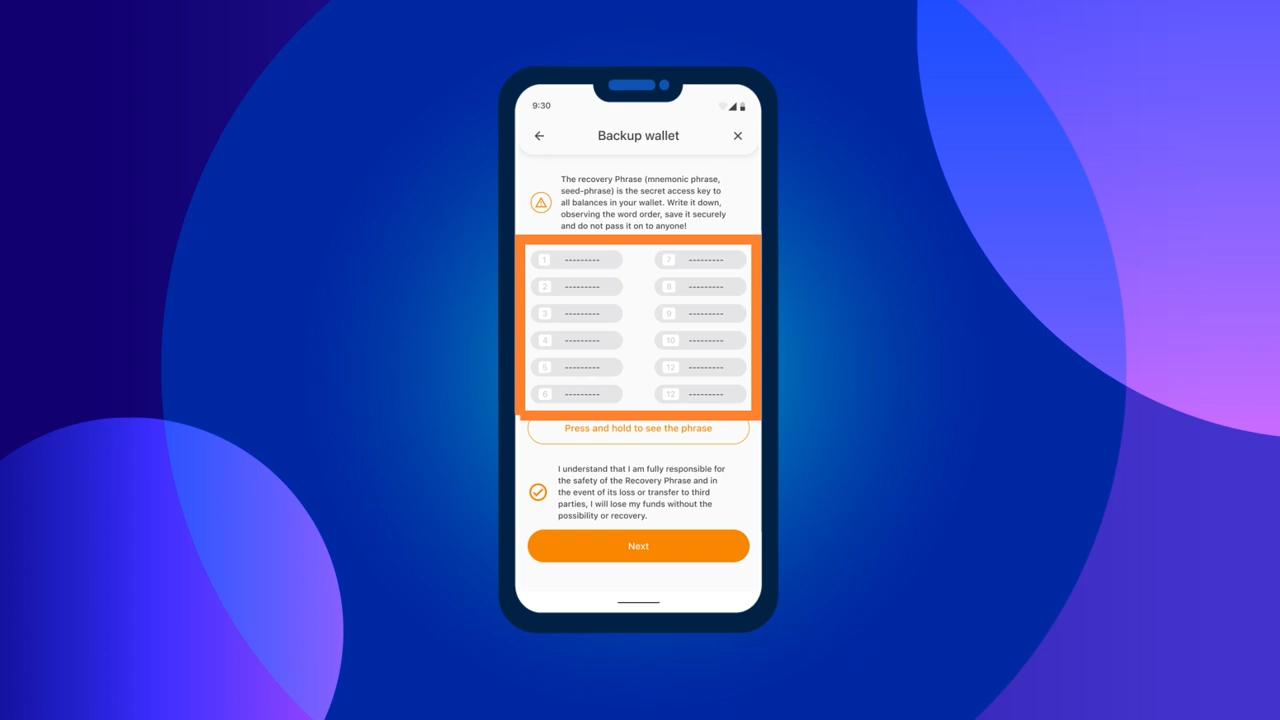 9:30
Backup wallet
The recovery Phrase (mnemonic phrase,
seed-phrase) is the secret access key to
all balances in your wallet. Write it down,
observing the word order, save it securely
and do not pass it on to anyone!
1 --------- 7 ---------
2 --------- 8 ---------
3 --------- 9 ---------
4 --------- 10 ---------
5 --------- 12 ---------
6 --------- 12 ---------
Press and hold to see the phrase
I understand that I am fully responsible for
the safety of the Recovery Phrase and in
the event of its loss or transfer to third
parties, I will lose my funds without the
possibility or recovery.
Next